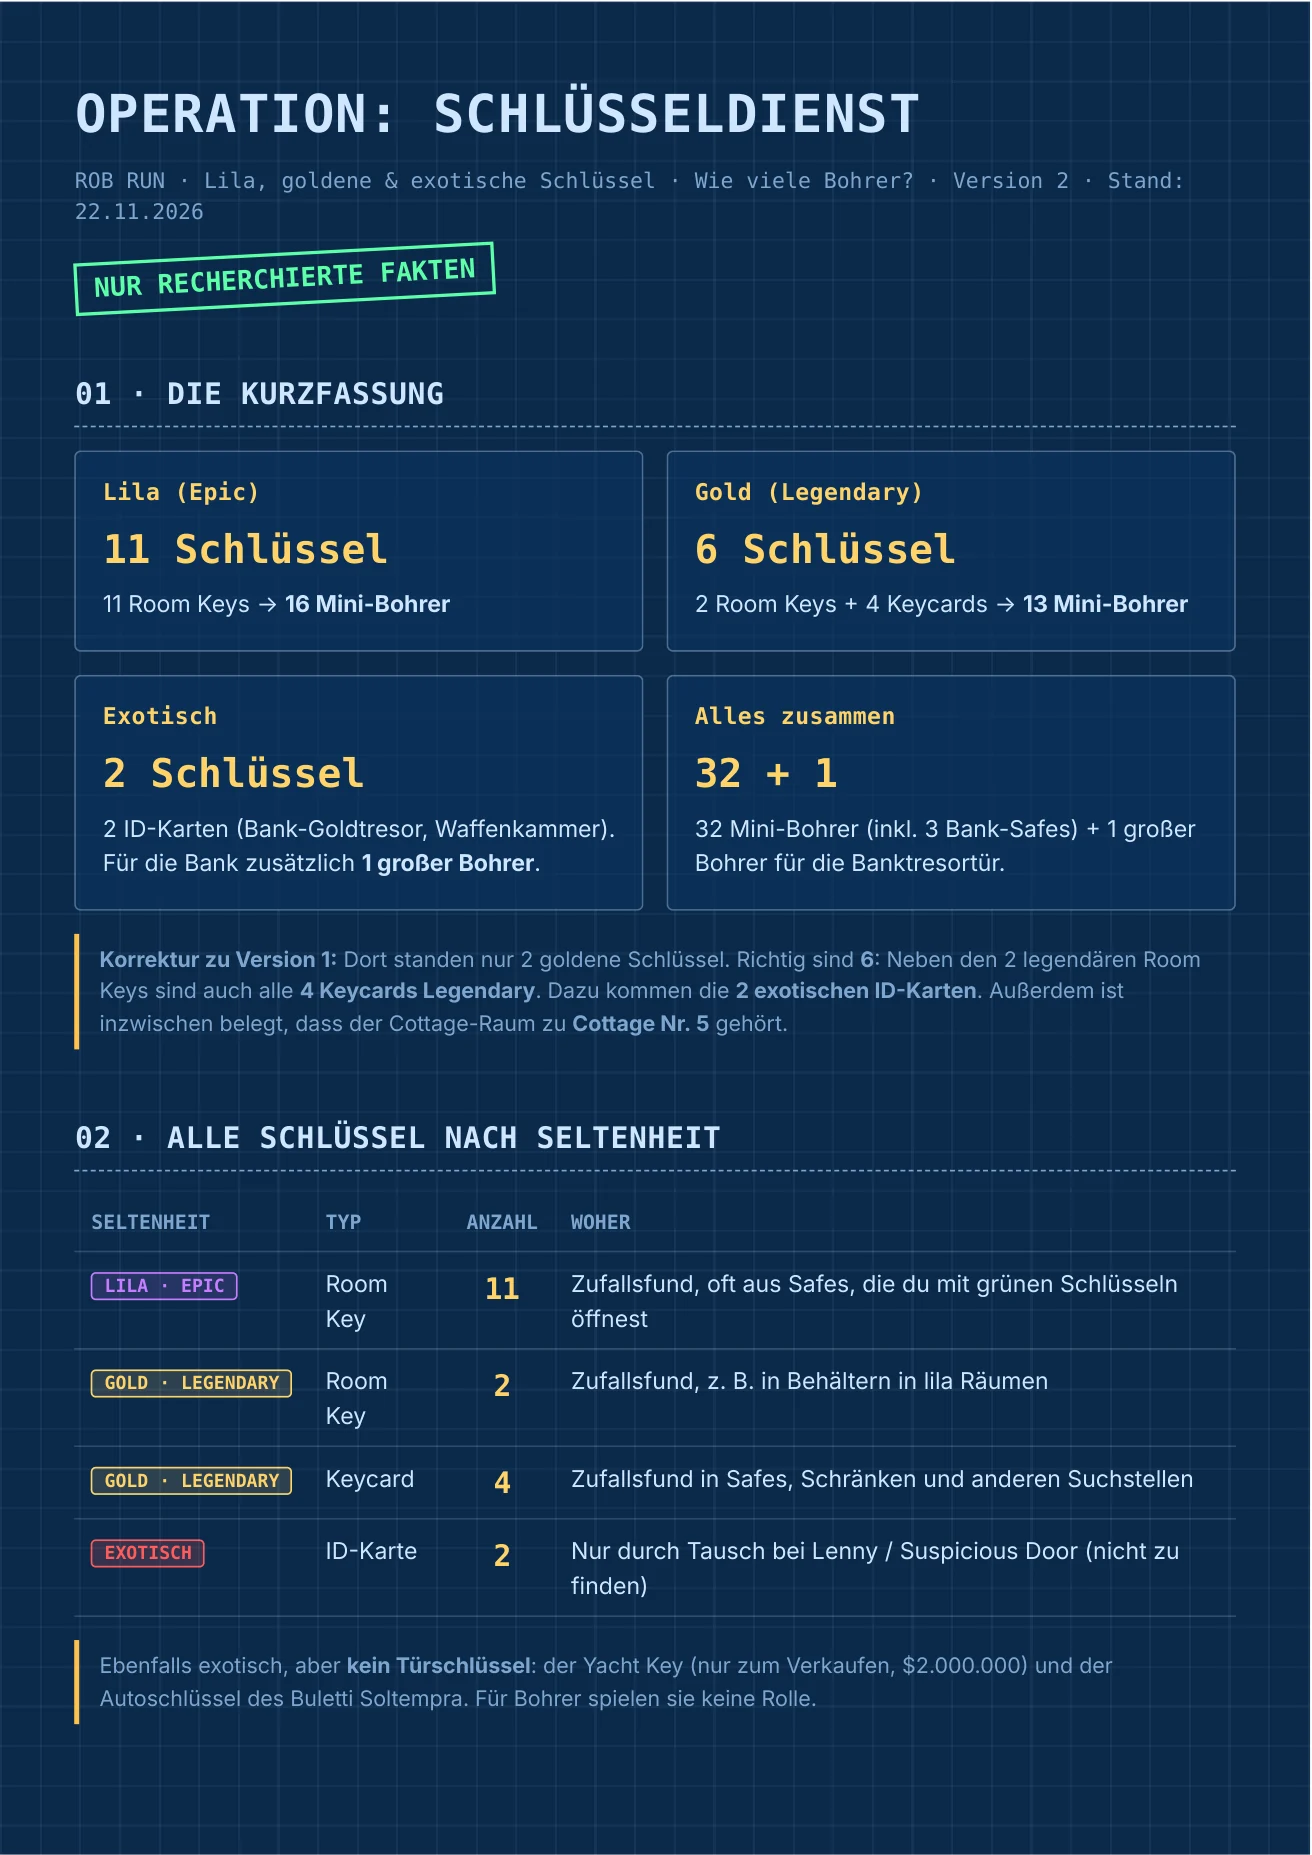 OPERATION: SCHLÜSSELDIENST
ROB RUN · Lila, goldene & exotische Schlüssel · Wie viele Bohrer? · Version 2 · Stand:
22.11.2026
NUR RECHERCHIERTE FAKTEN
01 · DIE KURZFASSUNG
Lila (Epic)
11 Schlüssel
11 Room Keys → 16 Mini-Bohrer
Gold (Legendary)
6 Schlüssel
2 Room Keys + 4 Keycards → 13 Mini-Bohrer
Exotisch
2 Schlüssel
2 ID-Karten (Bank-Goldtresor, Waffenkammer).
Für die Bank zusätzlich 1 großer Bohrer.
Alles zusammen
32 + 1
32 Mini-Bohrer (inkl. 3 Bank-Safes) + 1 großer
Bohrer für die Banktresortür.
Korrektur zu Version 1: Dort standen nur 2 goldene Schlüssel. Richtig sind 6: Neben den 2 legendären Room
Keys sind auch alle 4 Keycards Legendary. Dazu kommen die 2 exotischen ID-Karten. Außerdem ist
inzwischen belegt, dass der Cottage-Raum zu Cottage Nr. 5 gehört.
02 · ALLE SCHLÜSSEL NACH SELTENHEIT
SELTENHEIT TYP ANZAHL WOHER
LILA · EPIC Room Key 11 Zufallsfund, oft aus Safes, die du mit grünen Schlüsseln
öffnest
GOLD · LEGENDARY Room Key 2 Zufallsfund, z. B. in Behältern in lila Räumen
GOLD · LEGENDARY Keycard 4 Zufallsfund in Safes, Schränken und anderen Suchstellen
EXOTISCH ID-Karte 2 Nur durch Tausch bei Lenny / Suspicious Door (nicht zu
finden)
Ebenfalls exotisch, aber kein Türschlüssel: der Yacht Key (nur zum Verkaufen, $2.000.000) und der
Autoschlüssel des Buletti Soltempra. Für Bohrer spielen sie keine Rolle.